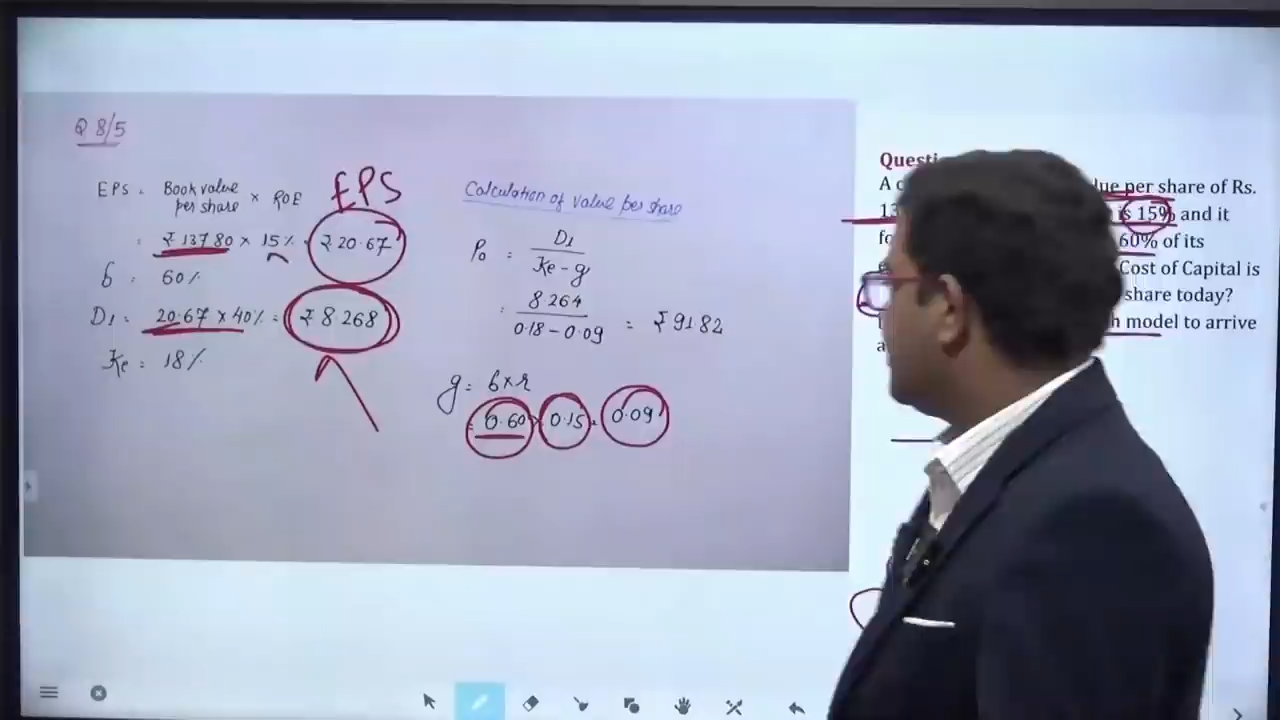 Q 8/5
EPS = Book value per share × ROE
EPS
= ₹ 137.80 × 15% = ₹ 20.67
b = 60%
D1 = 20.67 × 40% = ₹ 8.268
Ke = 18%
Calculation of value per share
P0 = D1 / Ke - g
= 8.264 / 0.18 - 0.09 = ₹ 91.82
g = b×r
= 0.60 × 0.15 = 0.09
Questi
A c
lue per share of Rs.
13
is 15% and it
fo
60% of its
Cost of Capital is
share today?
h model to arrive
a